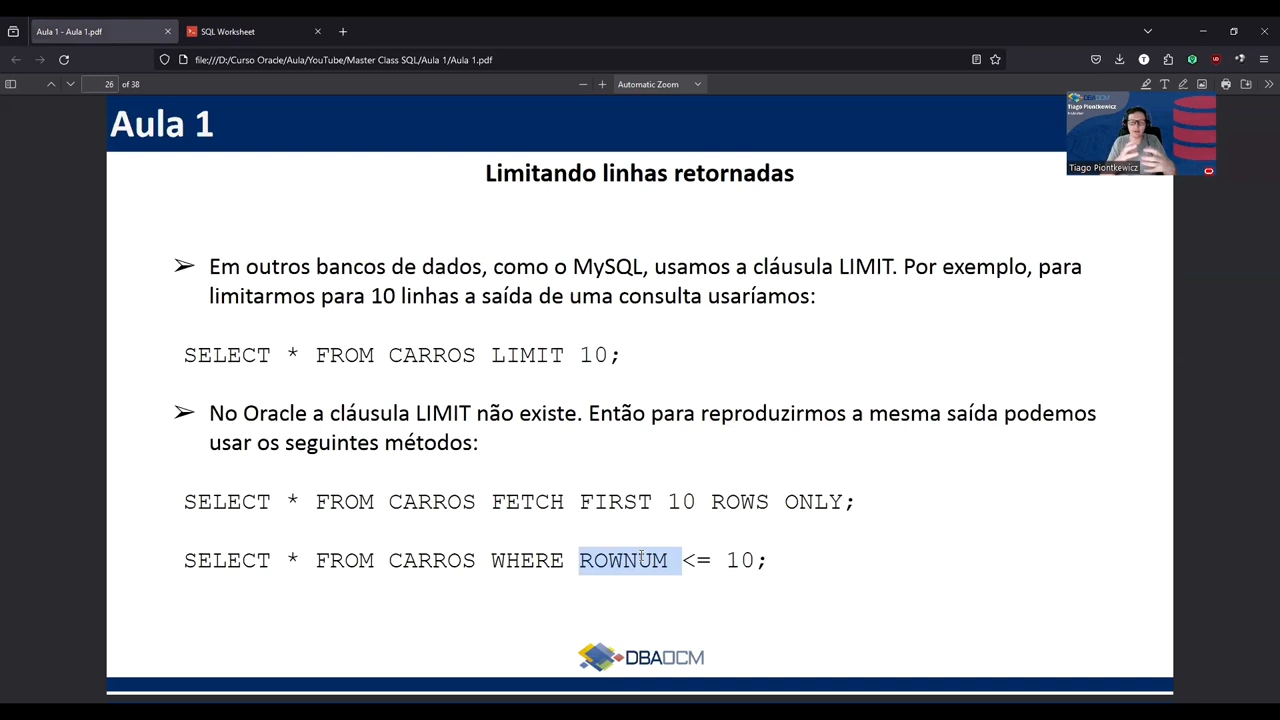 Aula 1 - Aula 1.pdf
SQL Worksheet
file:///D:/Curso Oracle/Aula/YouTube/Master Class SQL/Aula 1/Aula 1.pdf
26 of 38
Automatic Zoom
Aula 1
Tiago Piontkewicz
Tiago Piontkewicz
Limitando linhas retornadas
➢ Em outros bancos de dados, como o MySQL, usamos a cláusula LIMIT. Por exemplo, para
limitarmos para 10 linhas a saída de uma consulta usaríamos:
SELECT * FROM CARROS LIMIT 10;
➢ No Oracle a cláusula LIMIT não existe. Então para reproduzirmos a mesma saída podemos
usar os seguintes métodos:
SELECT * FROM CARROS FETCH FIRST 10 ROWS ONLY;
SELECT * FROM CARROS WHERE ROWNUM <= 10;
DBAOCM